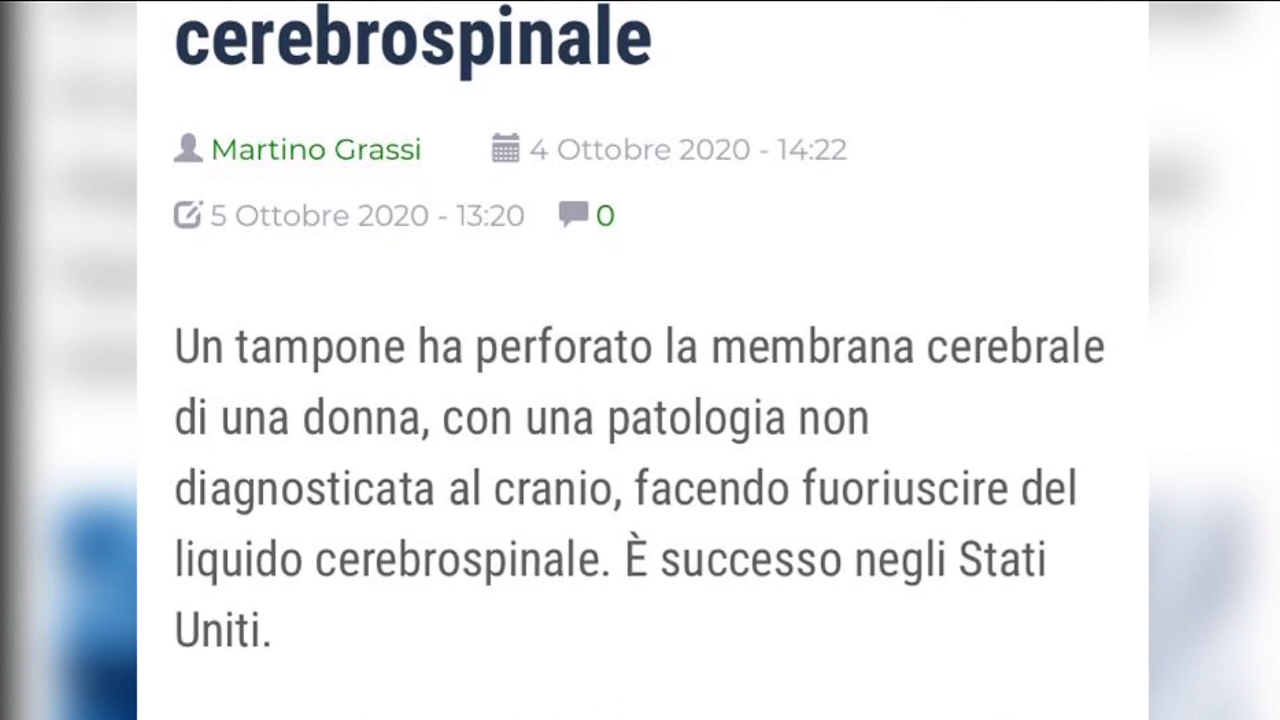 cerebrospinale
Martino Grassi 4 Ottobre 2020 - 14:22
5 Ottobre 2020 - 13:20 0
Un tampone ha perforato la membrana cerebrale
di una donna, con una patologia non
diagnosticata al cranio, facendo fuoriuscire del
liquido cerebrospinale. È successo negli Stati
Uniti.